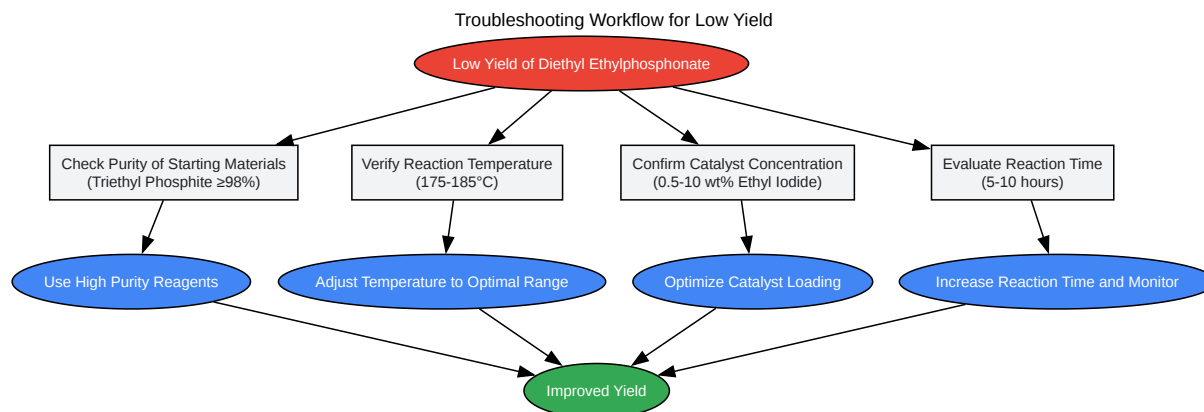 Troubleshooting Workflow for Low Yield
Low Yield of Diethyl Ethylphosphonate
Check Purity of Starting Materials
(Triethyl Phosphite ≥98%)
Verify Reaction Temperature
(175-185°C)
Confirm Catalyst Concentration
(0.5-10 wt% Ethyl Iodide)
Evaluate Reaction Time
(5-10 hours)
Use High Purity Reagents
Adjust Temperature to Optimal Range
Optimize Catalyst Loading
Increase Reaction Time and Monitor
Improved Yield